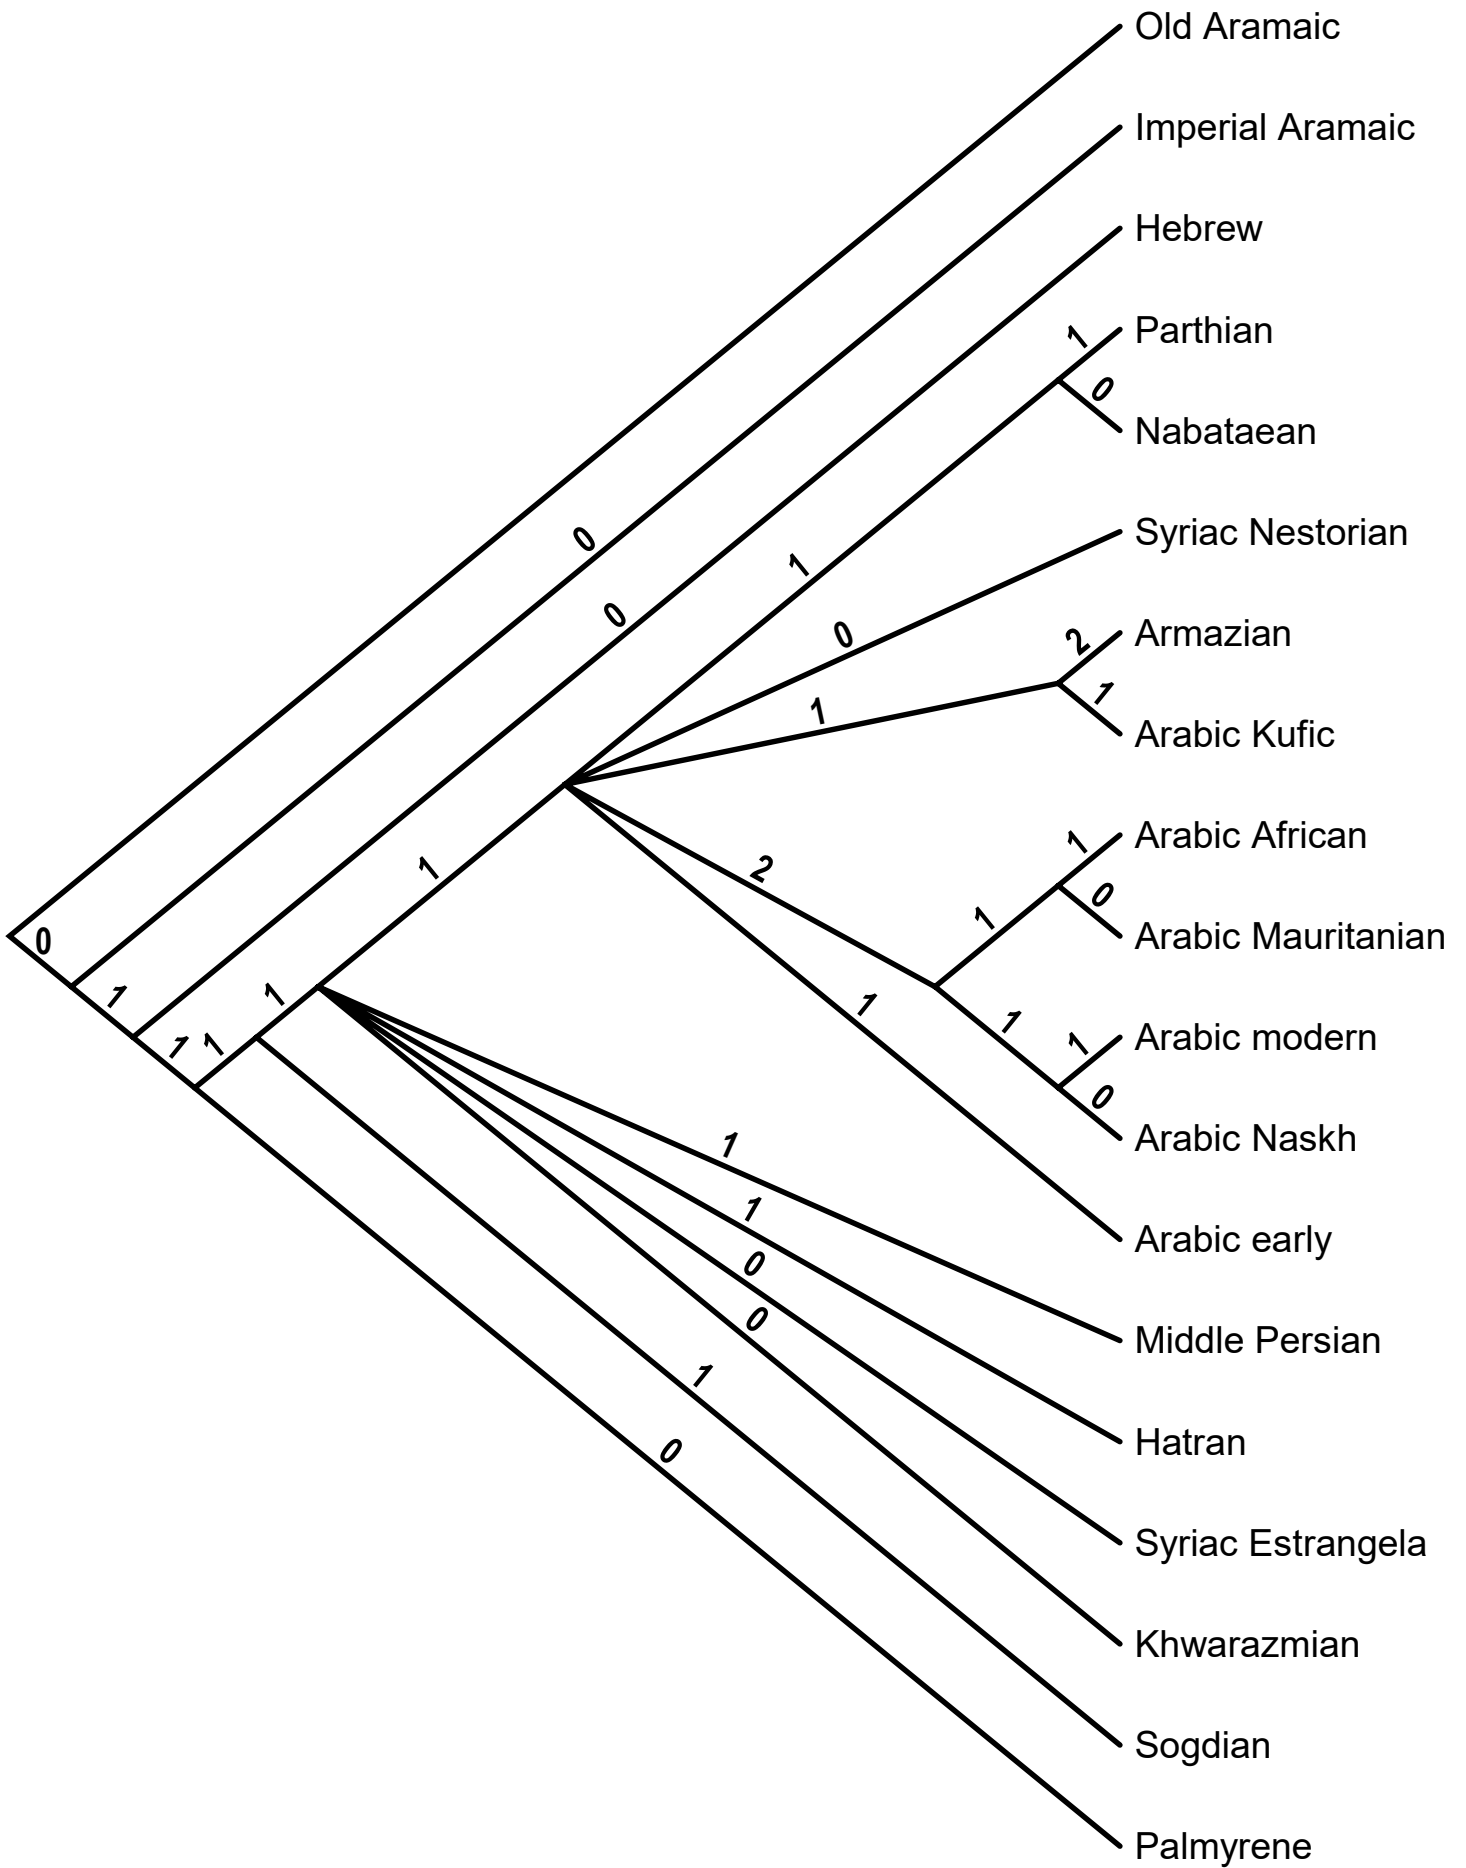 Old Aramaic
Imperial Aramaic
Hebrew
1
Parthian
0
Nabataean
Syriac Nestorian
0
1
0
0
2
Armazian
1
1
Arabic Kufic
1
Arabic African
2
1
0
1
Arabic Mauritanian
0
1
1
1
1
1
1
1
Arabic modern
0
Arabic Naskh
1
Arabic early
1
0
0
Middle Persian
1
Hatran
0
Syriac Estrangela
Khwarazmian
Sogdian
Palmyrene